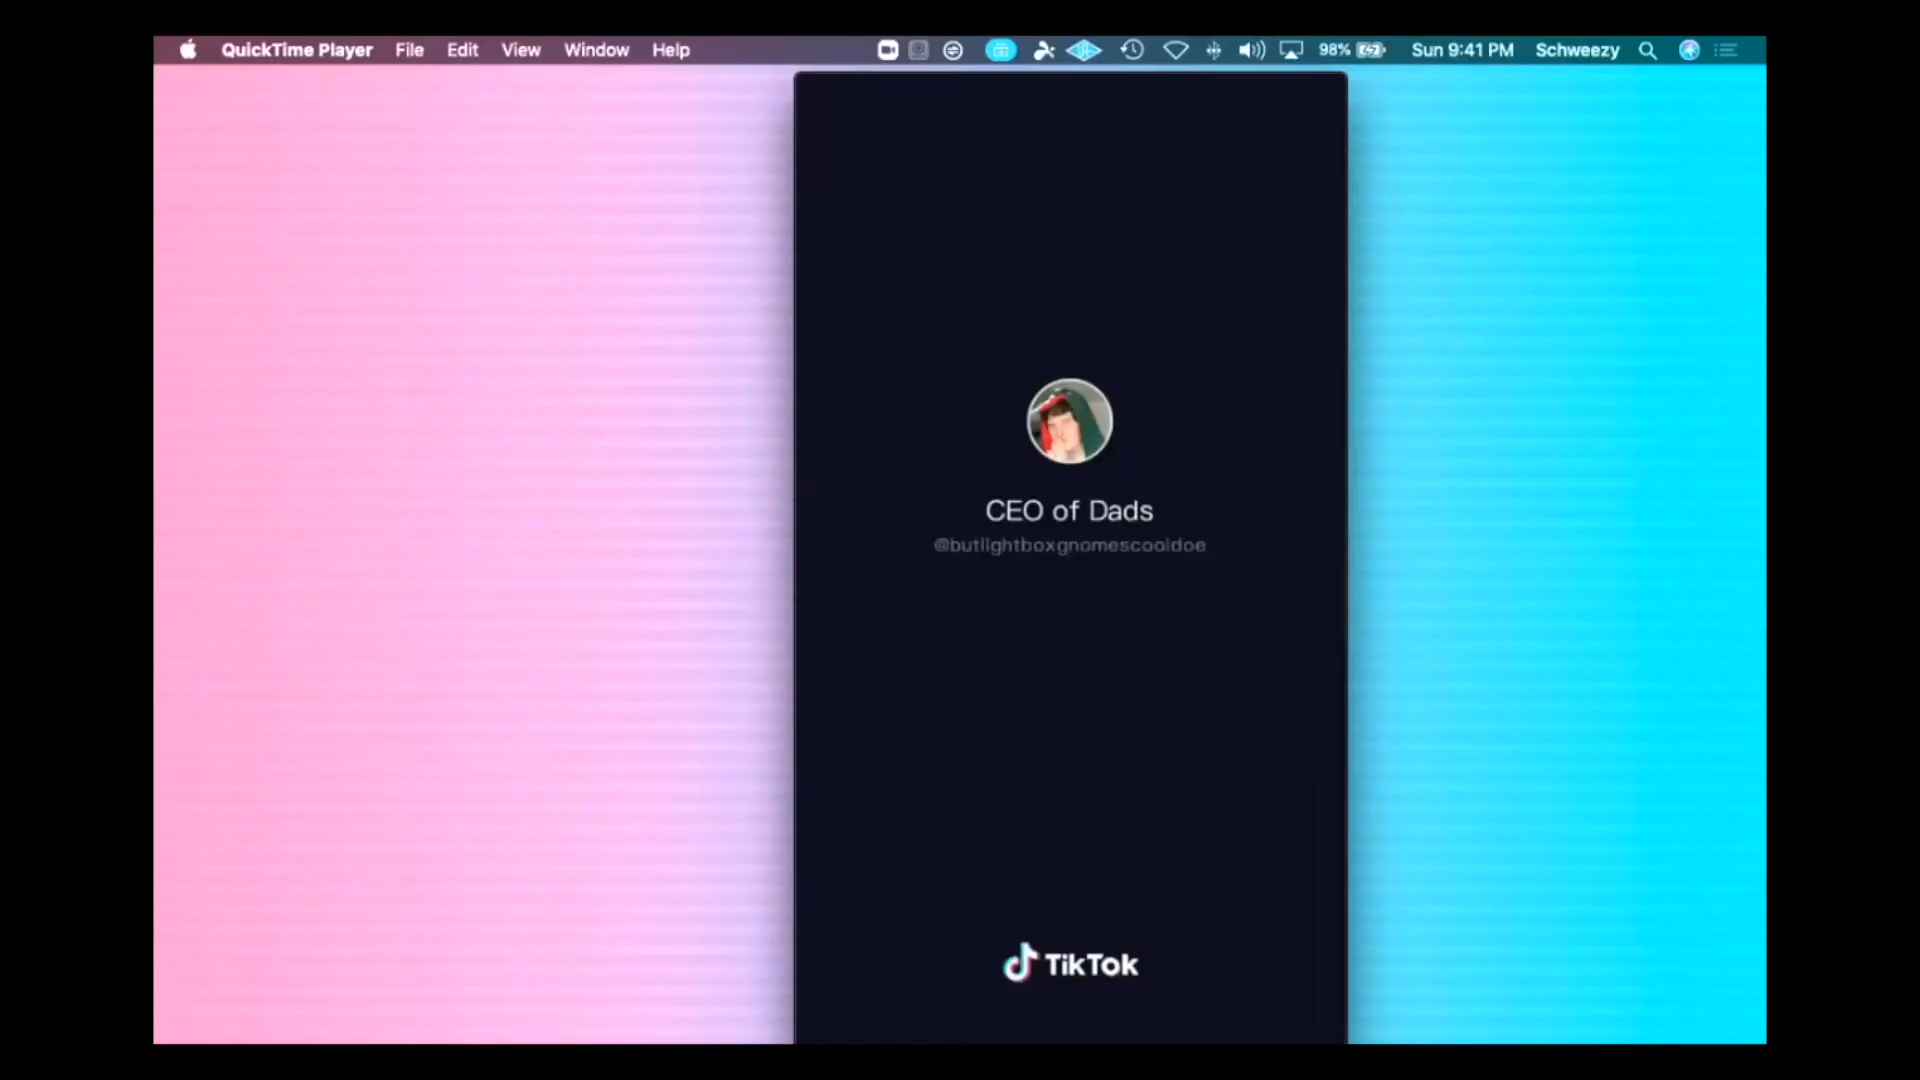 QuickTime Player File Edit View Window Help 98% Sun 9:41 PM Schweezy
CEO of Dads
@butlightboxgnomescooldoe
TikTok